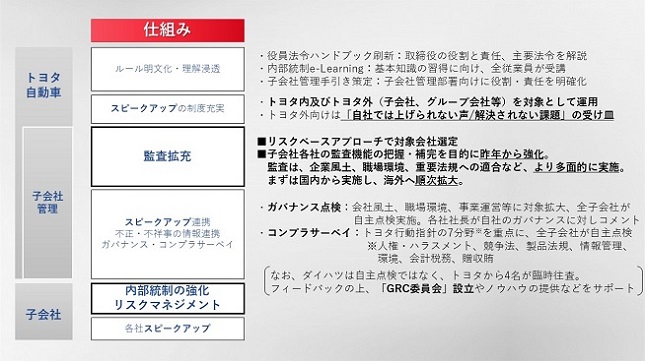 仕組み
トヨタ
自動車
ルール明文化・理解浸透
・役員法令ハンドブック刷新：取締役の役割と責任、主要法令を解説
・内部統制e-Learning：基本知識の習得に向け、全従業員が受講
・子会社管理手引き策定：子会社管理部署向けに役割・責任を明確化
スピークアップの制度充実
・トヨタ内及びトヨタ外（子会社、グループ会社等）を対象として運用
・トヨタ外向けは「自社では上げられない声/解決されない課題」の受け皿
子会社
管理
監査拡充
■リスクベースアプローチで対象会社選定
■子会社各社の監査機能の把握・補完を目的に昨年から強化。
監査は、企業風土、職場環境、重要法規への適合など、より多面的に実施。
まずは国内から実施し、海外へ順次拡大。
スピークアップ連携
不正・不祥事の情報連携
ガバナンス・コンプラサーベイ
・ガバナンス点検：会社風土、職場環境、事業運営等に対象拡大、全子会社が
自主点検実施。各社社長が自社のガバナンスに対しコメント
・コンプラサーベイ：トヨタ行動指針の7分野※を重点に、全子会社が自主点検
※人権・ハラスメント、競争法、製品法規、情報管理、
環境、会計税務、贈収賄
なお、ダイハツは自主点検ではなく、トヨタから4名が臨時往査。
フィードバックの上、「GRC委員会」設立やノウハウの提供などをサポート
子会社
内部統制の強化
リスクマネジメント
各社スピークアップ